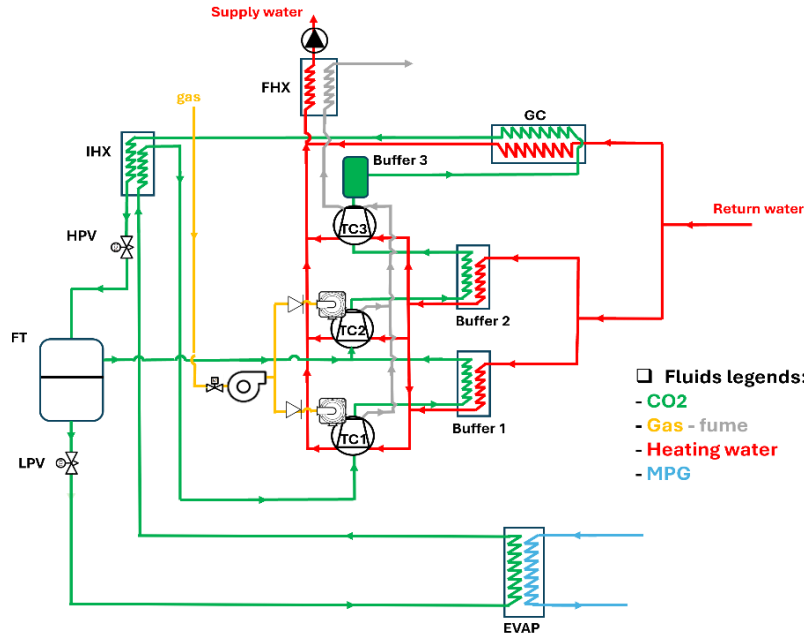 Supply water
FHX
gas
GC
IHX
Buffer 3
Return water
TC3
HPV
Buffer 2
FT
TC2
❑ Fluids legends:
- CO2
- Gas - fume
- Heating water
- MPG
Buffer 1
TC1
LPV
EVAP